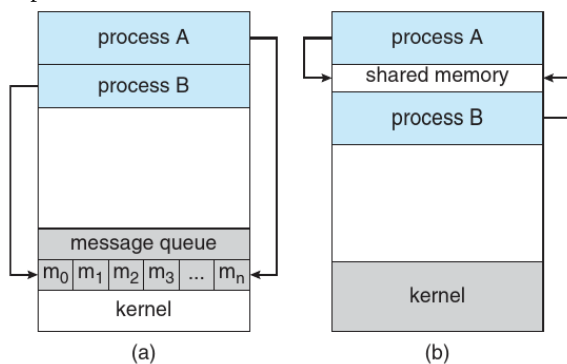 process A
process B
message queue
m0 m1 m2 m3 ... mn
kernel
(a)
process A
shared memory
process B
kernel
(b)